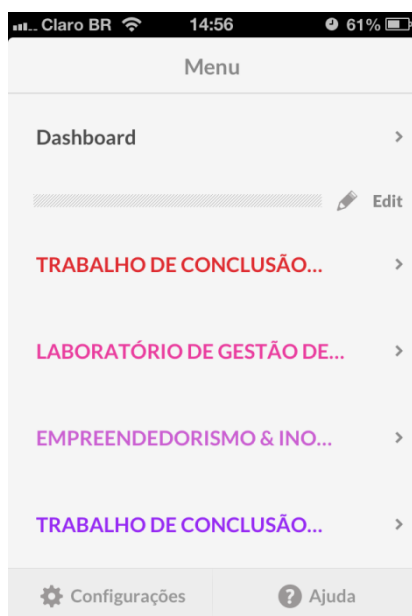 Claro BR 14:56 61%
Menu
Dashboard
Edit
TRABALHO DE CONCLUSÃO...
LABORATÓRIO DE GESTÃO DE...
EMPREENDEDORISMO & INO...
TRABALHO DE CONCLUSÃO...
Configurações ? Ajuda